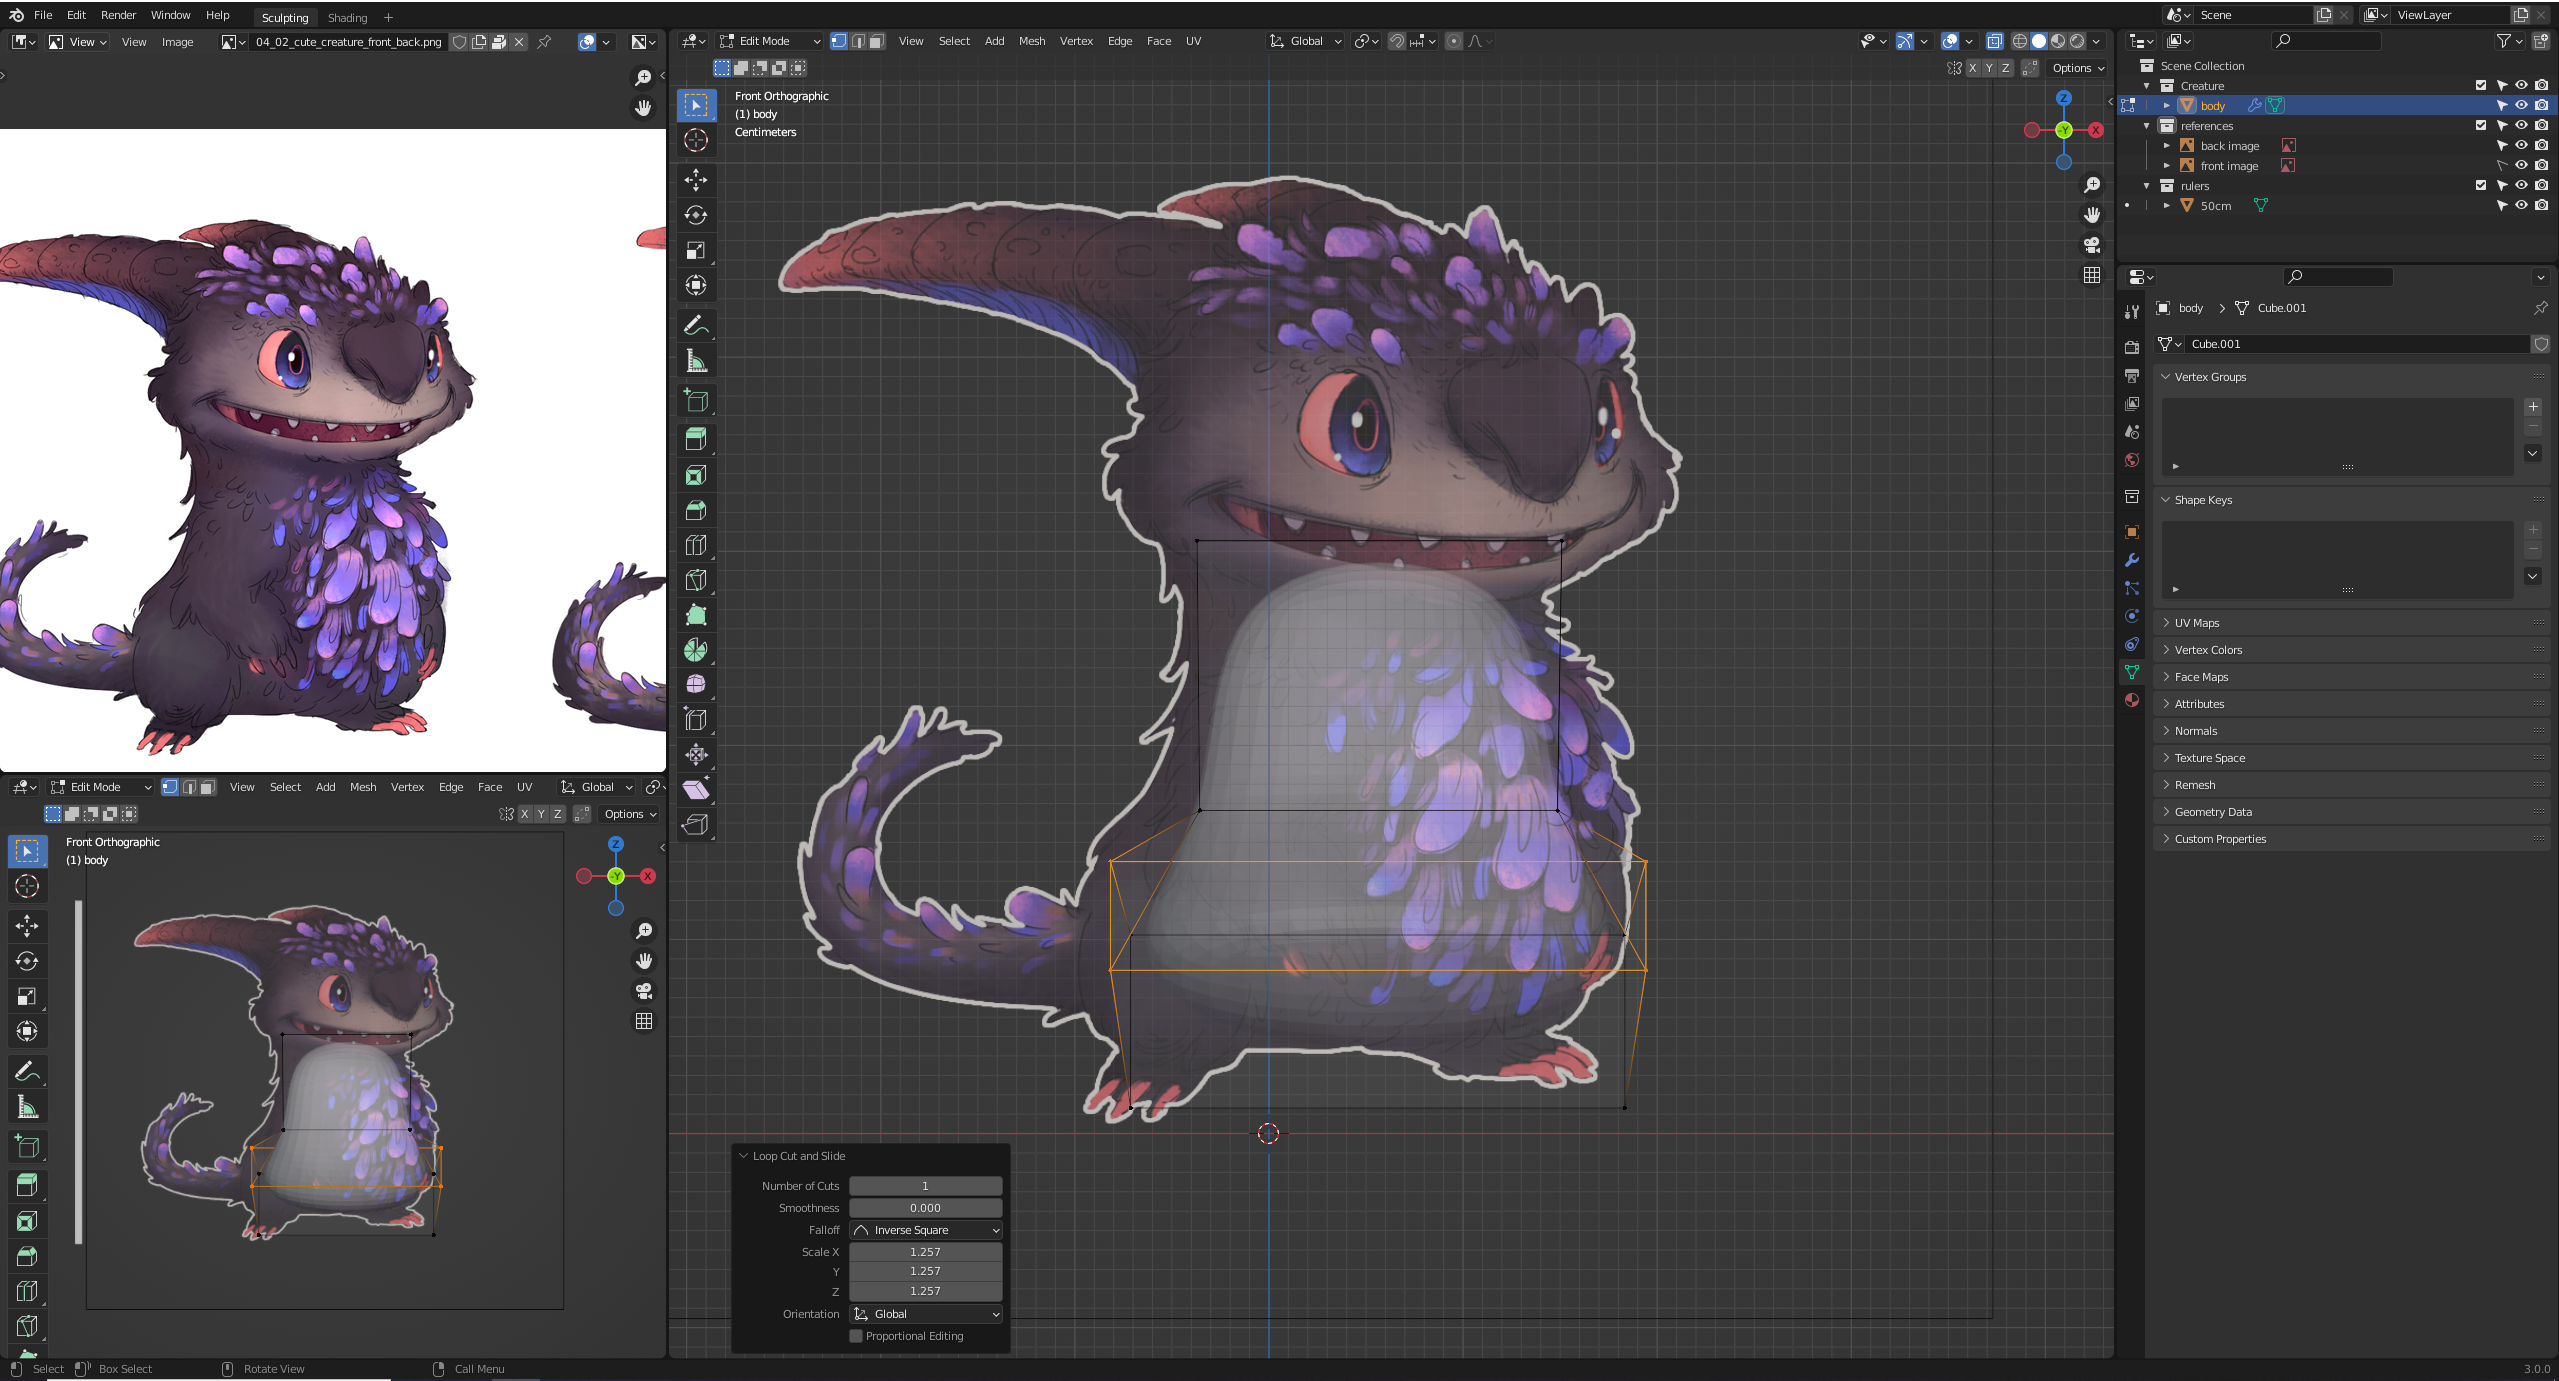 File Edit Render Window Help Sculpting Shading + Scene ViewLayer
View View Image 04_02_cute_creature_front_back.png
Edit Mode View Select Add Mesh Vertex Edge Face UV Global
X Y Z Options
Front Orthographic
(1) body
Centimeters
Z
-Y
X
Scene Collection
Creature
body
references
back image
front image
rulers
50cm
body > Cube.001
Cube.001
Vertex Groups
Shape Keys
UV Maps
Vertex Colors
Face Maps
Attributes
Normals
Texture Space
Remesh
Geometry Data
Custom Properties
Edit Mode View Select Add Mesh Vertex Edge Face UV Global
X Y Z Options
Front Orthographic
(1) body
Z
-Y
X
Loop Cut and Slide
Number of Cuts 1
Smoothness 0.000
Falloff Inverse Square
Scale X 1.257
Y 1.257
Z 1.257
Orientation Global
Proportional Editing
Select Box Select Rotate View Call Menu 3.0.0